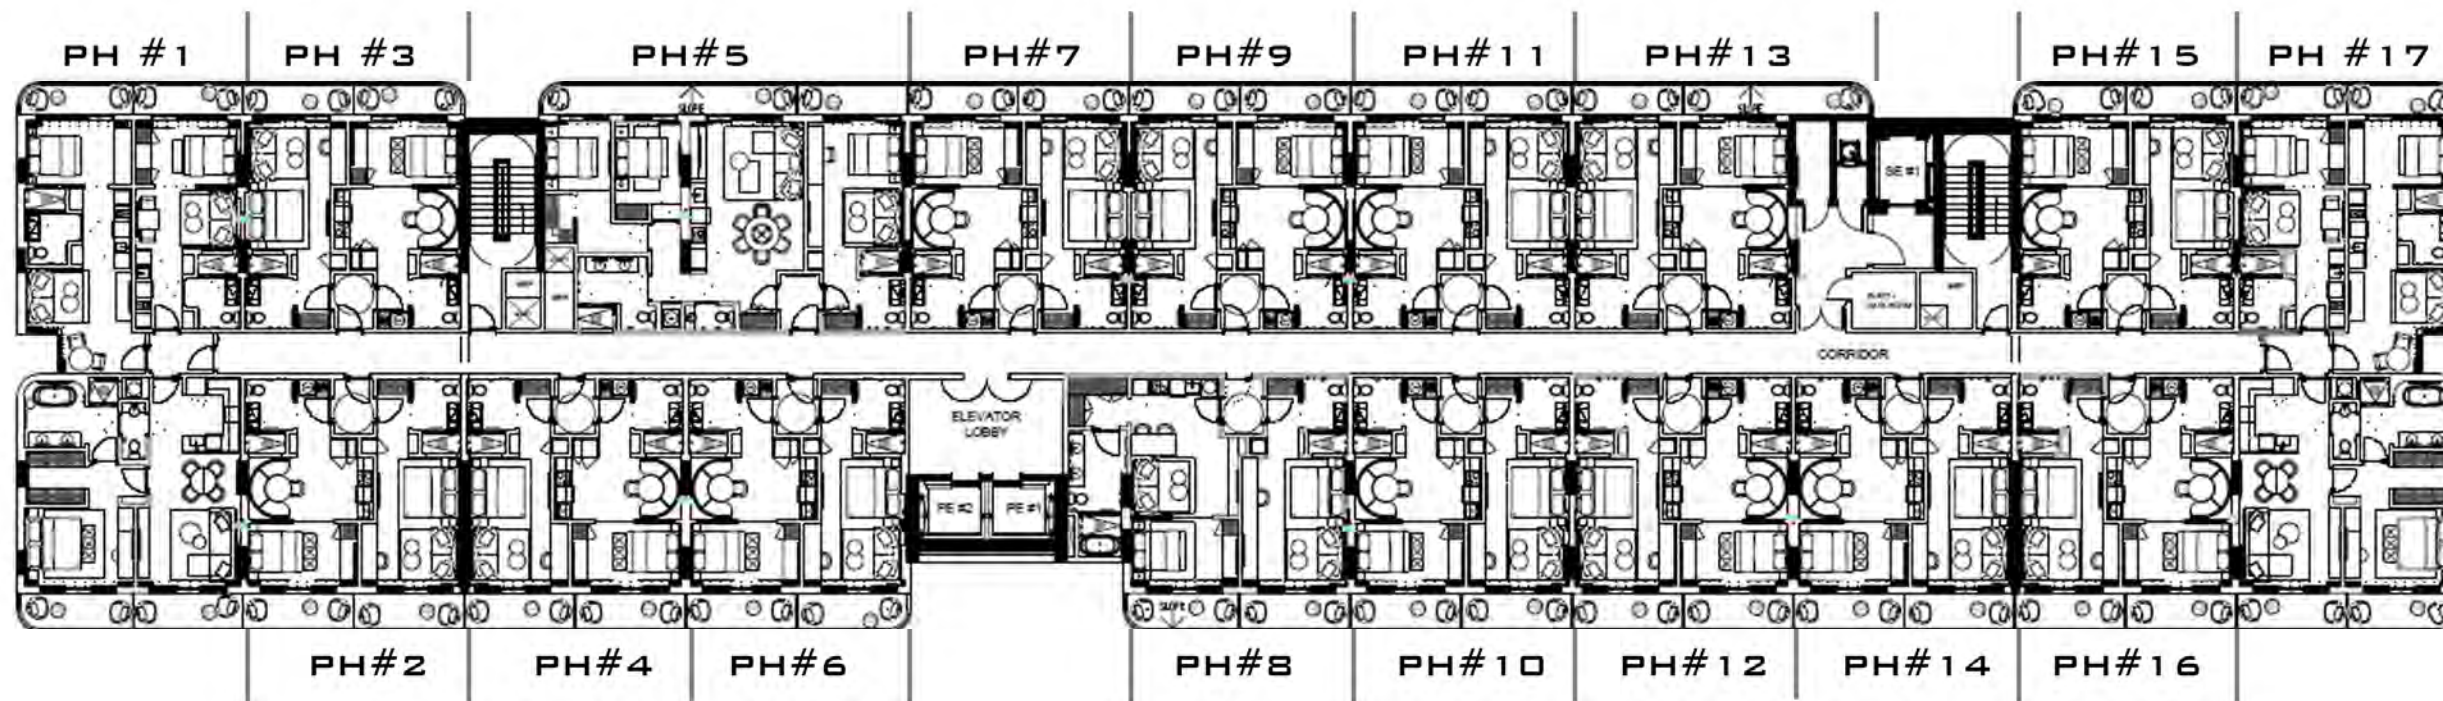 PH #1
PH #3
PH#5
PH#7
PH#9
PH#11
PH#13
PH#15
PH #17
SLOPE
SLOPE
SE #1
CORRIDOR
ELEVATOR
LOBBY
PE #2
PE #1
SLOPE
PH#2
PH#4
PH#6
PH#8
PH#10
PH#12
PH#14
PH#16